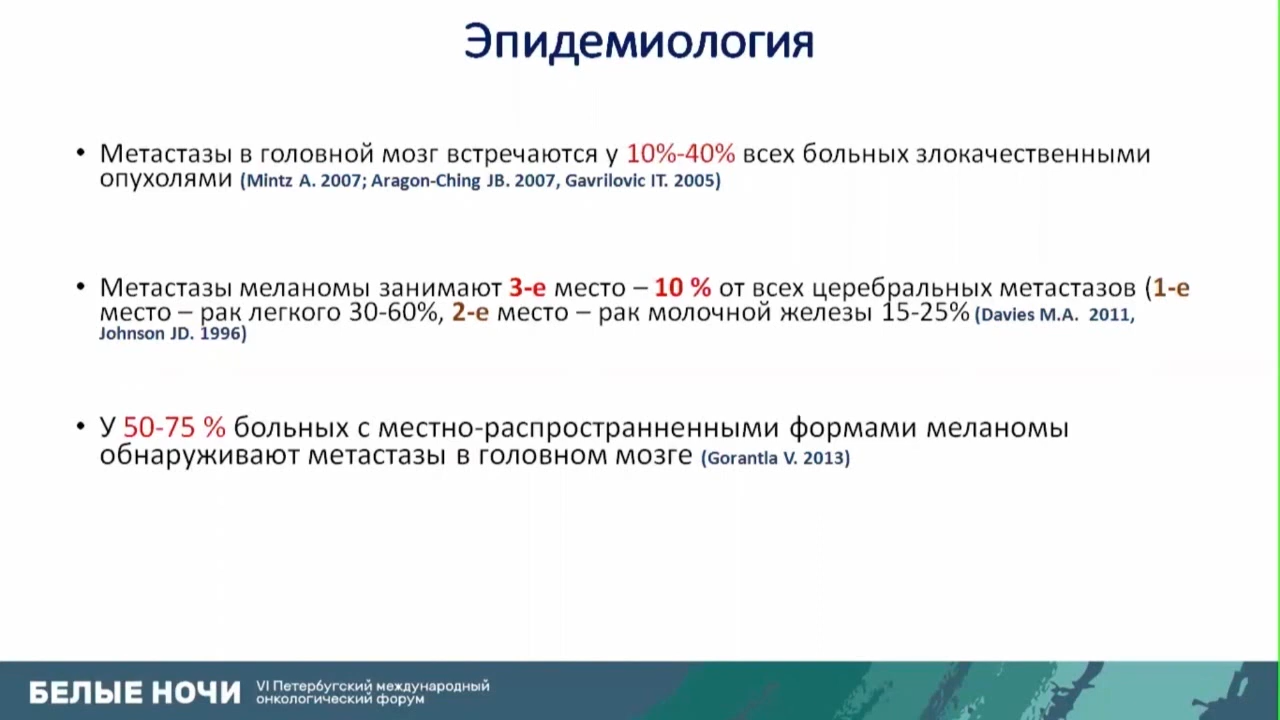 Эпидемиология
• Метастазы в головной мозг встречаются у 10%-40% всех больных злокачественными
опухолями (Mintz A. 2007; Aragon-Ching JB. 2007, Gavrilovic IT. 2005)
• Метастазы меланомы занимают 3-е место – 10 % от всех церебральных метастазов (1-е
место – рак легкого 30-60%, 2-е место – рак молочной железы 15-25% (Davies M.A. 2011,
Johnson JD. 1996)
• У 50-75 % больных с местно-распространненными формами меланомы
обнаруживают метастазы в головном мозге (Gorantla V. 2013)
БЕЛЫЕ НОЧИ
VI Петербургский международный
онкологический форум